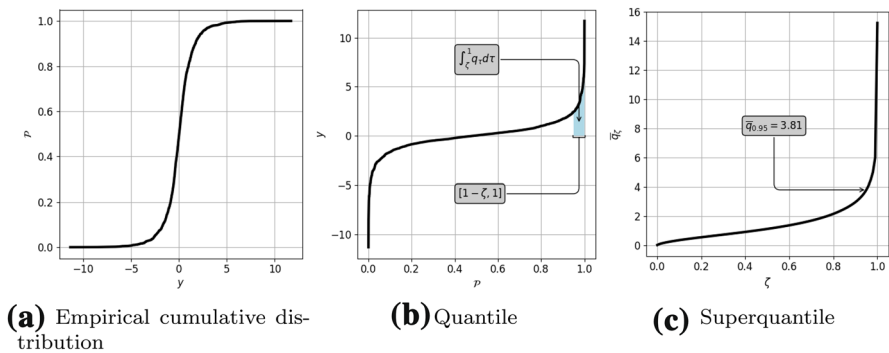 1.0
0.8
0.6
0.4
0.2
0.0
p
−10 −5 0 5 10
y
(a) Empirical cumulative dis-
tribution
10
5
0
−5
−10
y
∫ζ¹ qτdτ
[1 − ζ, 1]
0.0 0.2 0.4 0.6 0.8 1.0
p
(b) Quantile
16
14
12
10
8
6
4
2
0
q̅ζ
q̅0.95 = 3.81
0.0 0.2 0.4 0.6 0.8 1.0
ζ
(c) Superquantile